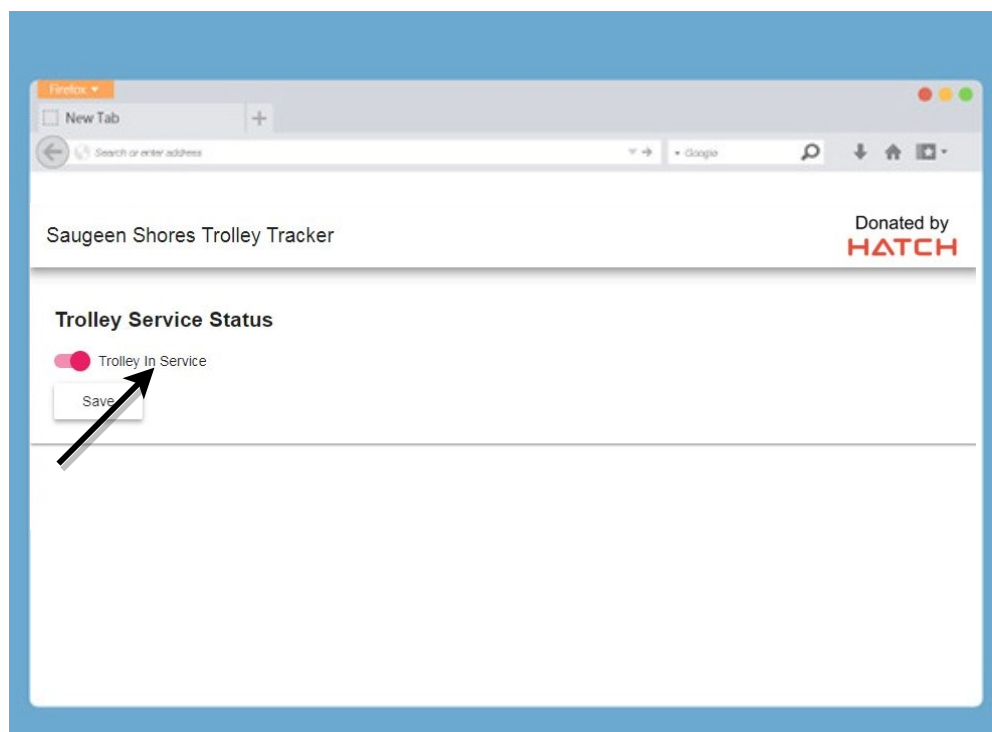 Firefox
New Tab
Search or enter address
Google
Saugeen Shores Trolley Tracker
Donated by
HATCH
Trolley Service Status
Trolley In Service
Save